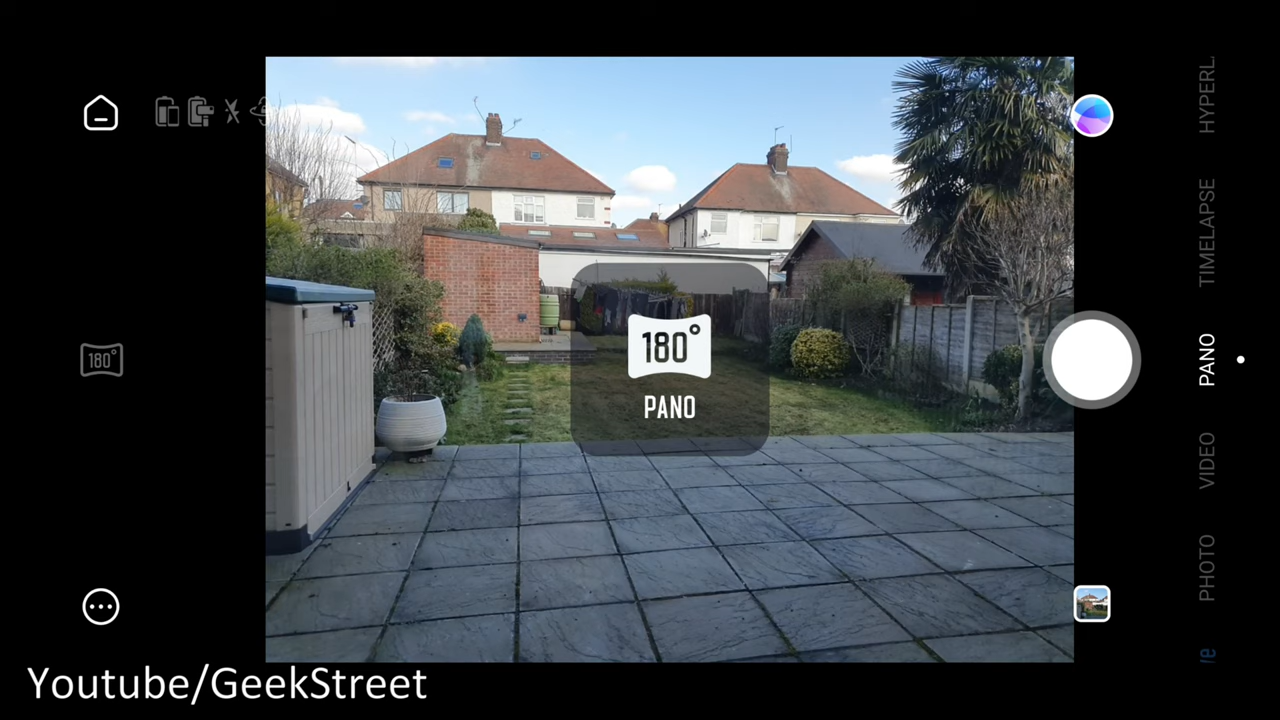 180°
180°
PANO
HYPERL
TIMELAPSE
PANO
VIDEO
PHOTO
Youtube/GeekStreet